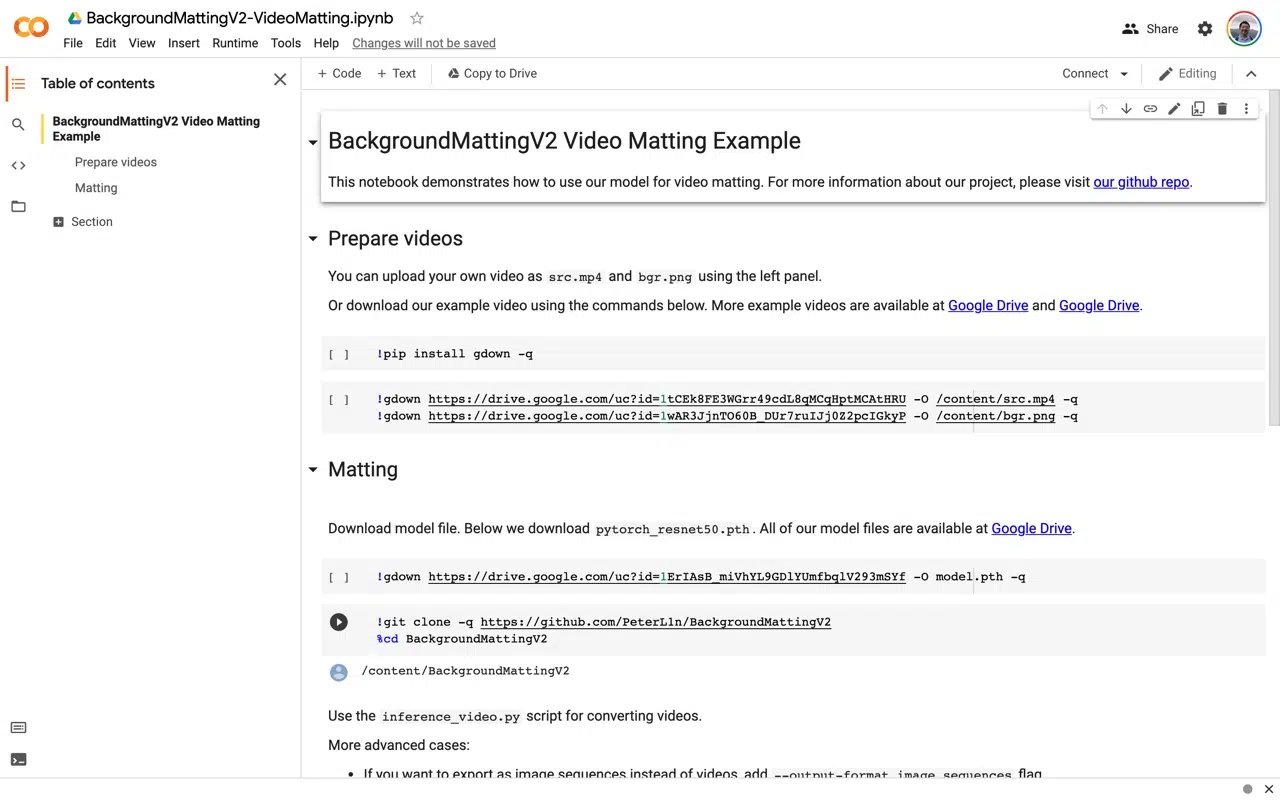 BackgroundMattingV2-VideoMatting.ipynb
File Edit View Insert Runtime Tools Help Changes will not be saved
Share
Table of contents
BackgroundMattingV2 Video Matting
Example
Prepare videos
Matting
Section
+ Code + Text Copy to Drive
Connect Editing
BackgroundMattingV2 Video Matting Example
This notebook demonstrates how to use our model for video matting. For more information about our project, please visit our github repo.
Prepare videos
You can upload your own video as src.mp4 and bgr.png using the left panel.
Or download our example video using the commands below. More example videos are available at Google Drive and Google Drive.
[ ] !pip install gdown -q
[ ] !gdown https://drive.google.com/uc?id=1tCEk8FE3WGrr49cdL8qMCqHptMCAtHRU -O /content/src.mp4 -q
!gdown https://drive.google.com/uc?id=1wAR3JjnTO60B_DUr7ruIJj0Z2pcIGkyP -O /content/bgr.png -q
Matting
Download model file. Below we download pytorch_resnet50.pth. All of our model files are available at Google Drive.
[ ] !gdown https://drive.google.com/uc?id=1ErIAsB_miVhYL9GDlYUmfbqlV293mSYf -O model.pth -q
!git clone -q https://github.com/PeterL1n/BackgroundMattingV2
%cd BackgroundMattingV2
/content/BackgroundMattingV2
Use the inference_video.py script for converting videos.
More advanced cases:
• If you want to export as image sequences instead of videos, add --output-format image_sequences flag